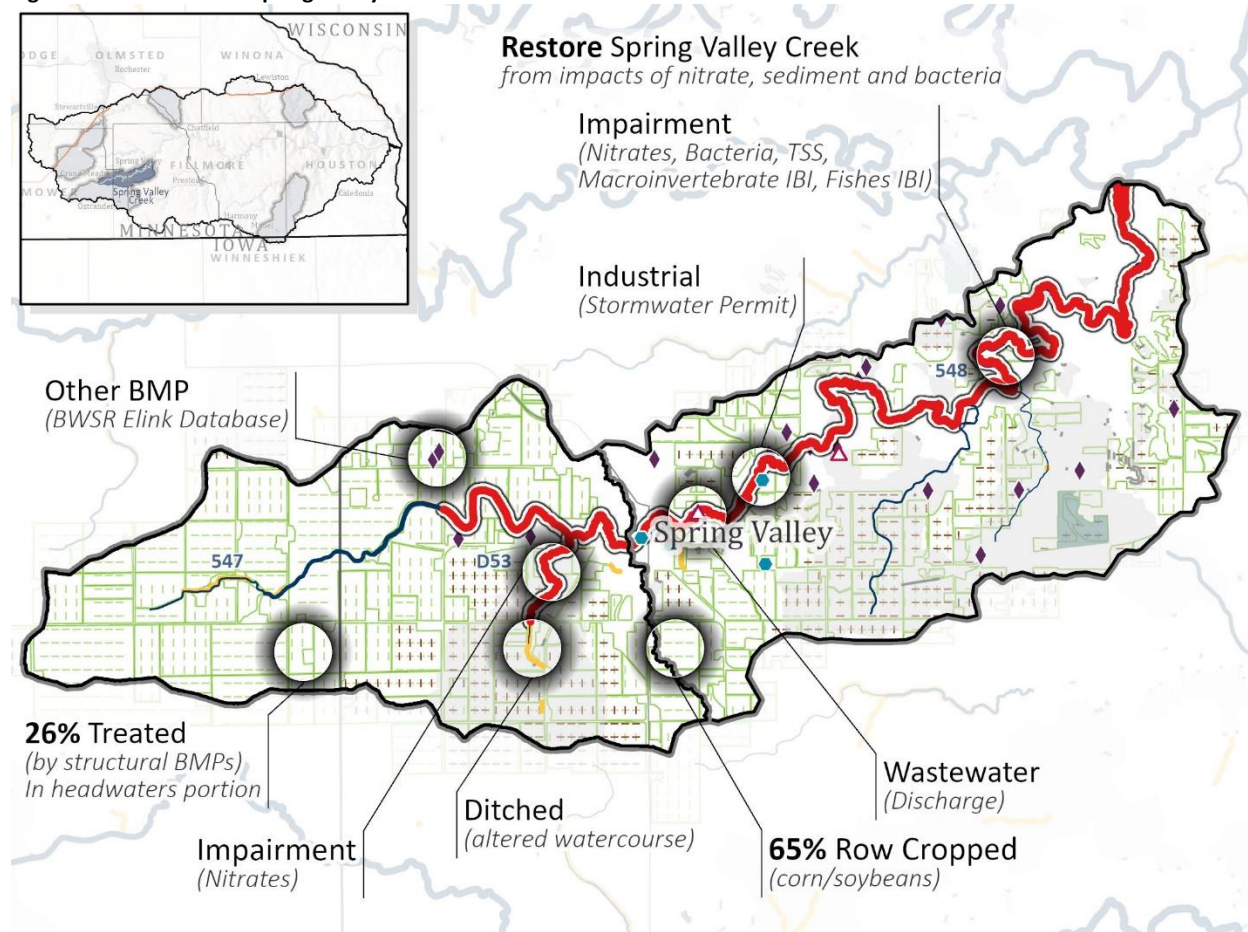 WISCONSIN
OLMSTED
WINONA
Rochester
Lewiston
Stewartville
Chatfield
Spring Valley
FILLMORE
HOUSTON
Preston
MOWER
Spring Valley
Creek
Caledonia
Ostrander
Harmony
MINNESOTA
IOWA
WINNESHIEK
Restore Spring Valley Creek
from impacts of nitrate, sediment and bacteria
Impairment
(Nitrates, Bacteria, TSS,
Macroinvertebrate IBI, Fishes IBI)
Industrial
(Stormwater Permit)
Other BMP
(BWSR Elink Database)
548
547
D53
Spring Valley
26% Treated
(by structural BMPs)
In headwaters portion
Wastewater
(Discharge)
Ditched
(altered watercourse)
Impairment
(Nitrates)
65% Row Cropped
(corn/soybeans)